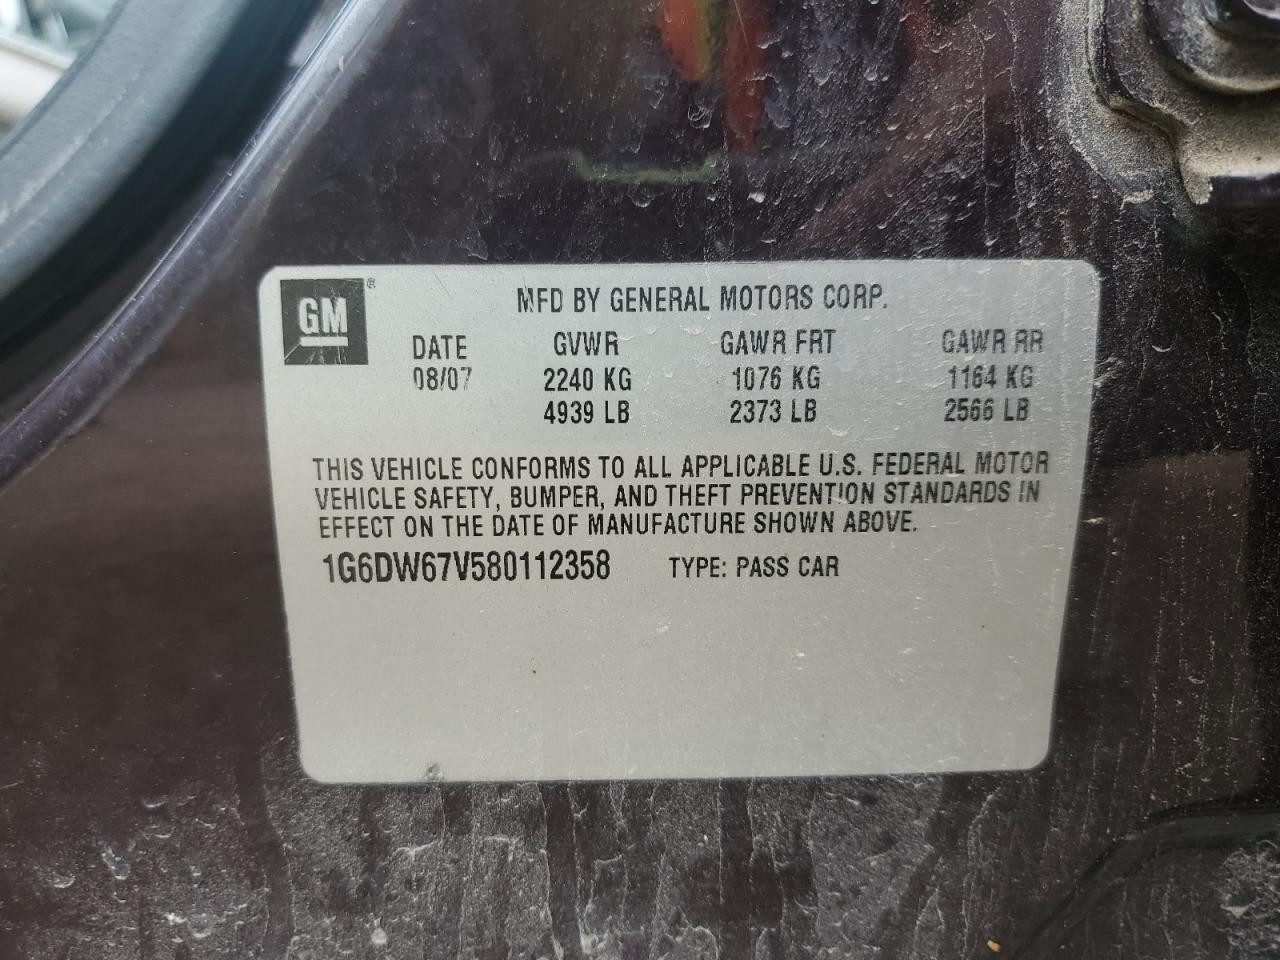 GM®
MFD BY GENERAL MOTORS CORP.
DATE GVWR GAWR FRT GAWR RR
08/07 2240 KG 1076 KG 1164 KG
4939 LB 2373 LB 2566 LB
THIS VEHICLE CONFORMS TO ALL APPLICABLE U.S. FEDERAL MOTOR
VEHICLE SAFETY, BUMPER, AND THEFT PREVENTION STANDARDS IN
EFFECT ON THE DATE OF MANUFACTURE SHOWN ABOVE.
1G6DW67V580112358 TYPE: PASS CAR